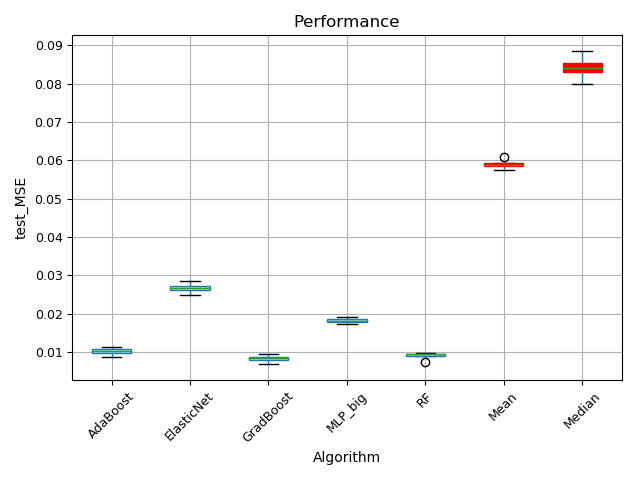 Performance
test_MSE
0.09
0.08
0.07
0.06
0.05
0.04
0.03
0.02
0.01
AdaBoost
ElasticNet
GradBoost
MLP_big
RF
Mean
Median
Algorithm